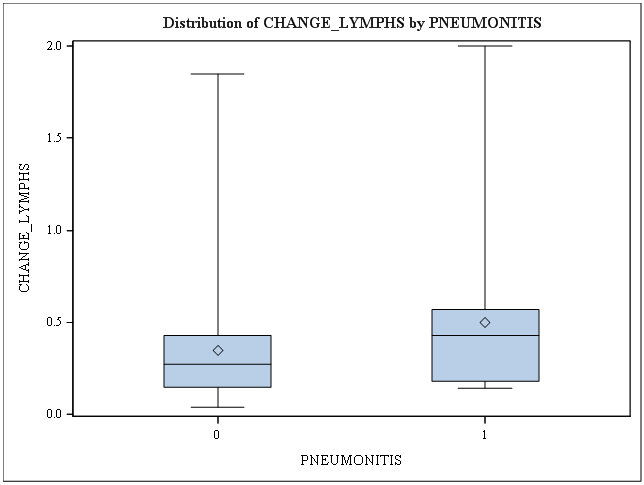 Distribution of CHANGE_LYMPHS by PNEUMONITIS
2.0
1.5
1.0
0.5
0.0
CHANGE_LYMPHS
0
1
PNEUMONITIS